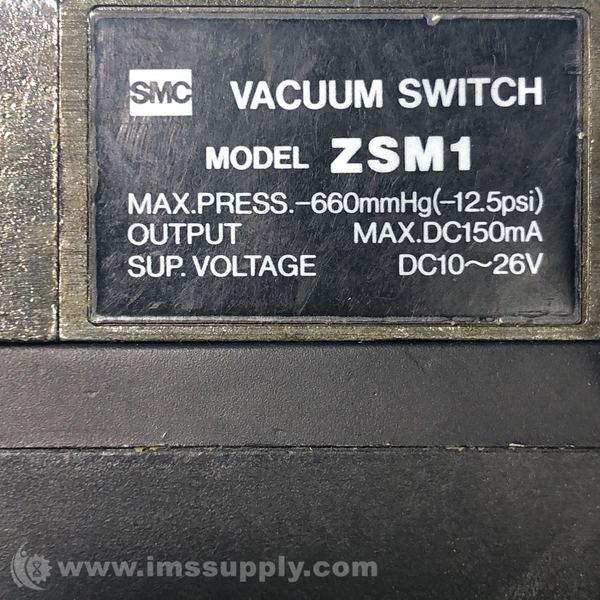 SMC VACUUM SWITCH
MODEL ZSM1
MAX.PRESS.-660mmHg(-12.5psi)
OUTPUT MAX.DC150mA
SUP. VOLTAGE DC10~26V
www.imssupply.com